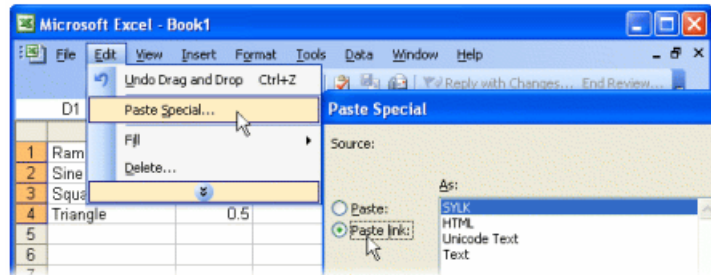 Microsoft Excel - Book1
File Edit View Insert Format Tools Data Window Help
Undo Drag and Drop Ctrl+Z
Reply with Changes... End Review...
D1
Paste Special...
Paste Special
Fill
Source:
1 Ram
Delete...
2 Sine
As:
3 Squa
Paste:
SYLK
4 Triangle 0.5
HTML
Paste link:
Unicode Text
5
Text
6
7